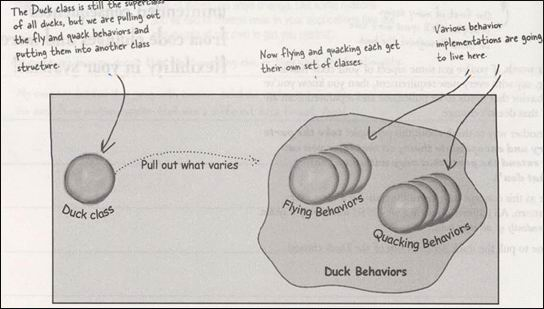 The Duck class is still the superclass
of all ducks, but we are pulling out
the fly and quack behaviors and
putting them into another class
structure.
Now flying and quacking each get
their own set of classes.
Various behavior
implementations are going
to live here.
Pull out what varies
Duck class
Flying Behaviors
Quacking Behaviors
Duck Behaviors